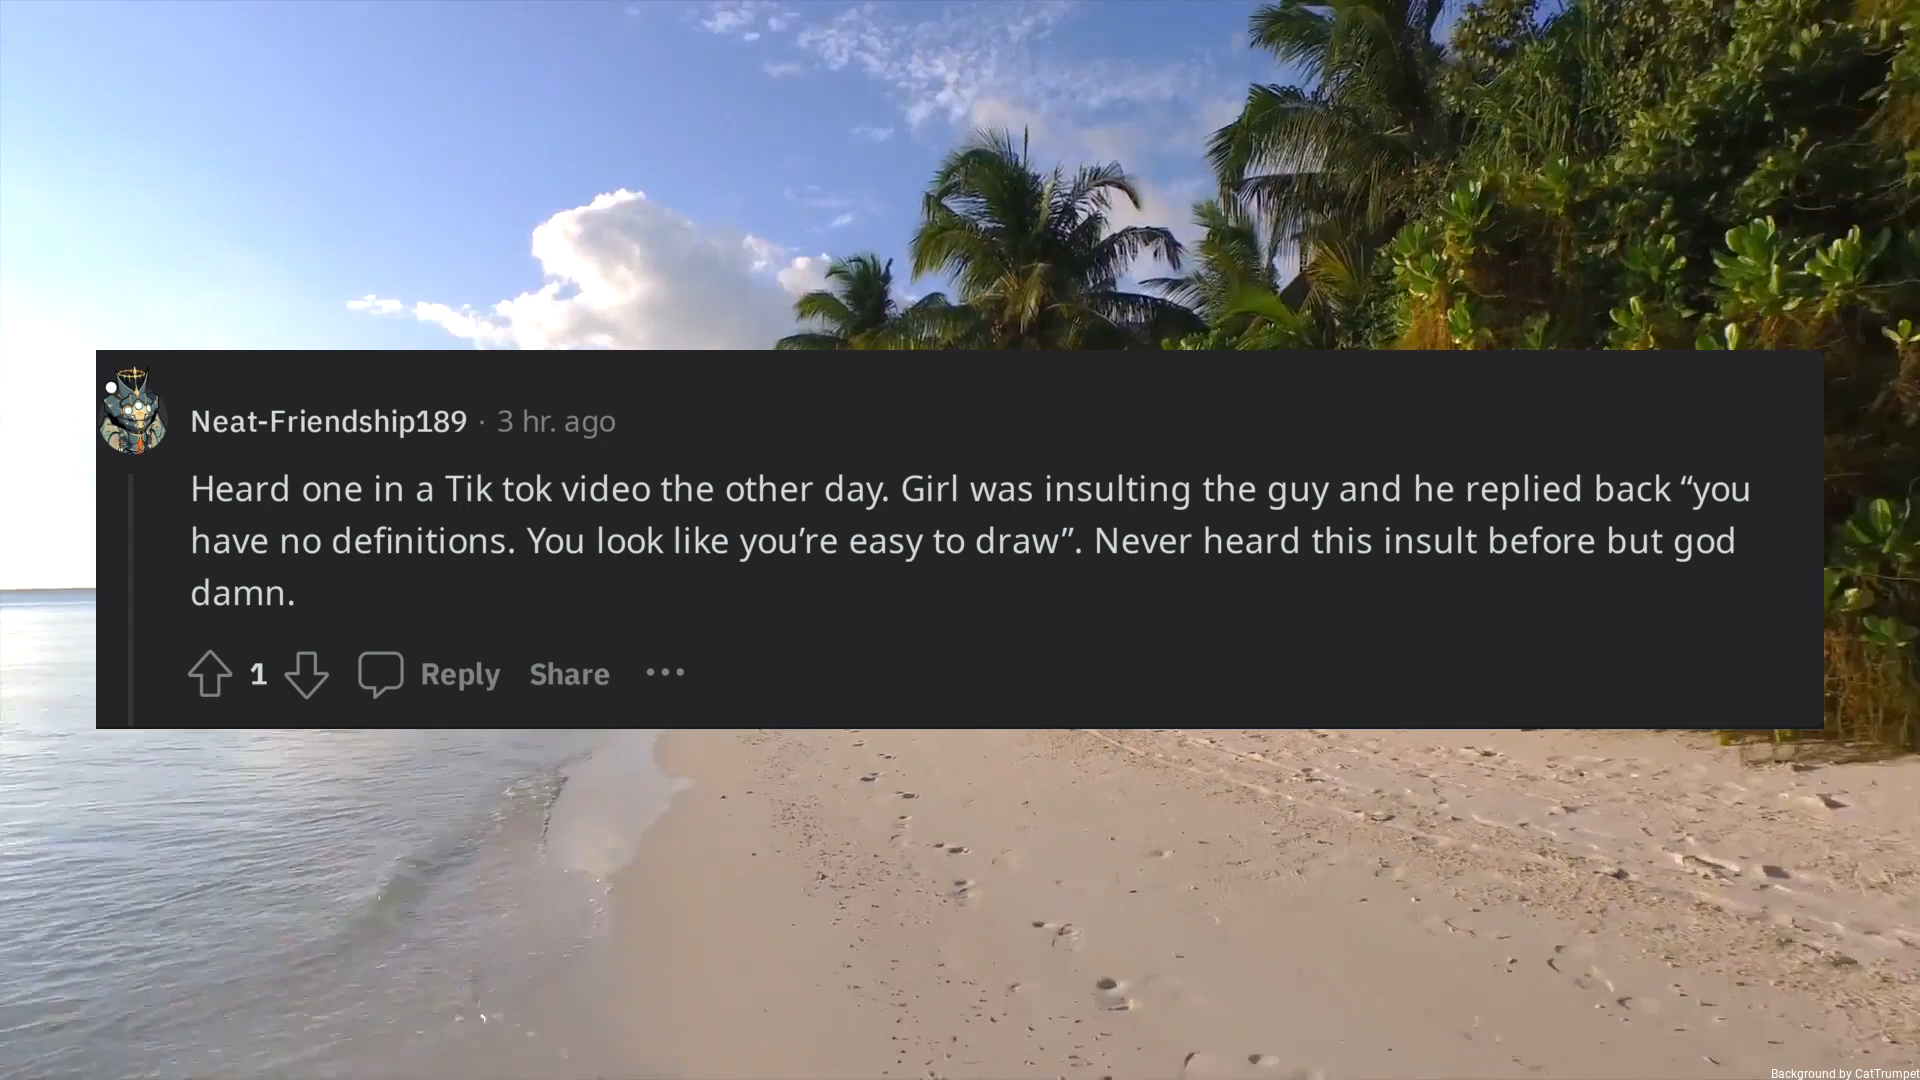 Neat-Friendship189 · 3 hr. ago
Heard one in a Tik tok video the other day. Girl was insulting the guy and he replied back “you
have no definitions. You look like you’re easy to draw”. Never heard this insult before but god
damn.
1 Reply Share ···
Background by CatTrumpet